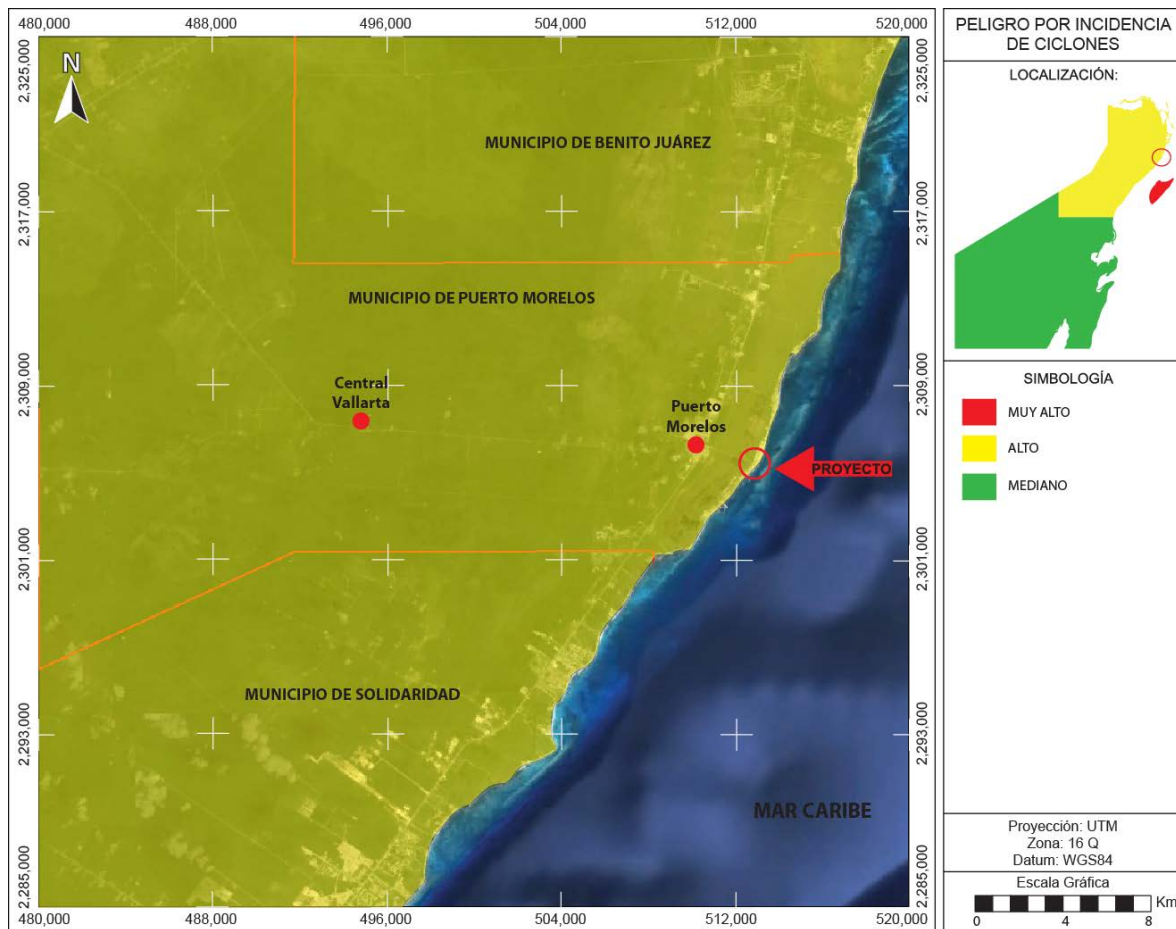 480,000 488,000 496,000 504,000 512,000 520,000
2,325,000 2,325,000
N
MUNICIPIO DE BENITO JUÁREZ
2,317,000 2,317,000
MUNICIPIO DE PUERTO MORELOS
2,309,000 2,309,000
Central
Vallarta
Puerto
Morelos
PROYECTO
2,301,000 2,301,000
MUNICIPIO DE SOLIDARIDAD
2,293,000 2,293,000
MAR CARIBE
2,285,000 2,285,000
480,000 488,000 496,000 504,000 512,000 520,000
PELIGRO POR INCIDENCIA
DE CICLONES
LOCALIZACIÓN:
SIMBOLOGÍA
MUY ALTO
ALTO
MEDIANO
Proyección: UTM
Zona: 16 Q
Datum: WGS84
Escala Gráfica
Km
0 4 8